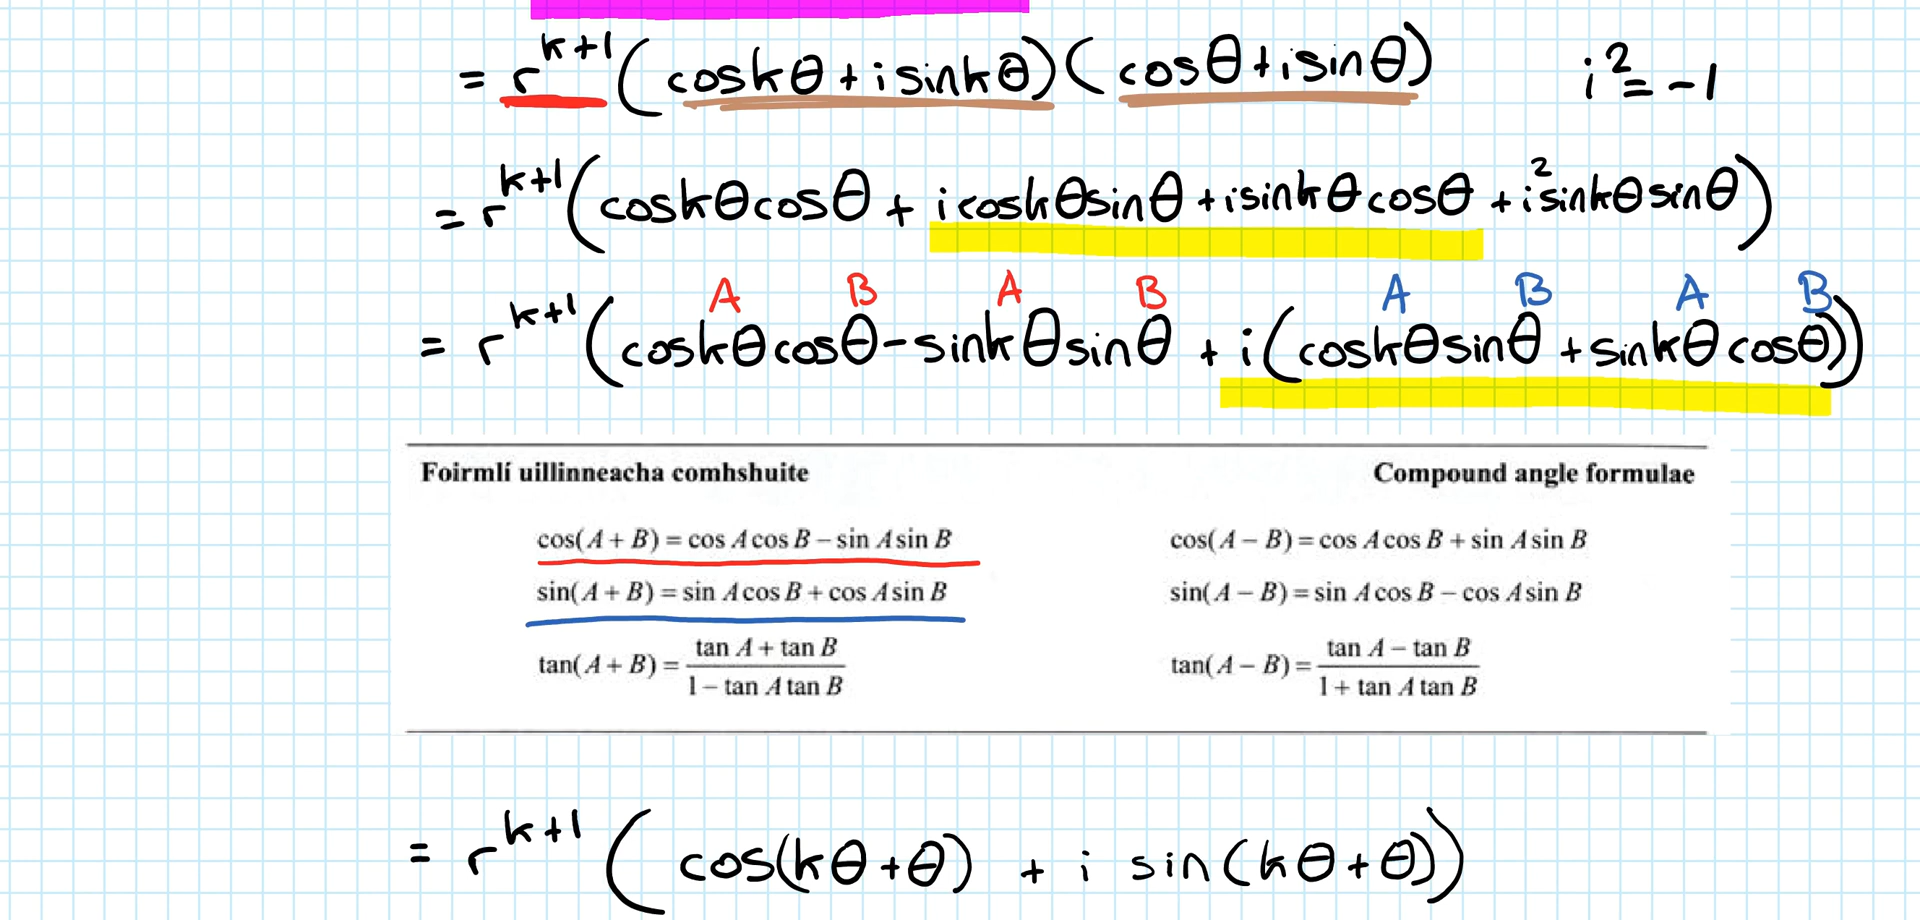 = r^{k+1} (cos kθ + i sin kθ)(cos θ + i sin θ) i² = -1
= r^{k+1} (cos kθ cos θ + i cos kθ sin θ + i sin kθ cos θ + i² sin kθ sin θ)
A B A B A B A B
= r^{k+1} (cos kθ cos θ - sin kθ sin θ + i(cos kθ sin θ + sin kθ cos θ))
Foirmlí uillinneacha comhshuite Compound angle formulae
cos(A + B) = cos A cos B − sin A sin B cos(A − B) = cos A cos B + sin A sin B
sin(A + B) = sin A cos B + cos A sin B sin(A − B) = sin A cos B − cos A sin B
tan(A + B) = \frac{tan A + tan B}{1 − tan A tan B} tan(A − B) = \frac{tan A − tan B}{1 + tan A tan B}
= r^{k+1} (cos(kθ + θ) + i sin(kθ + θ))